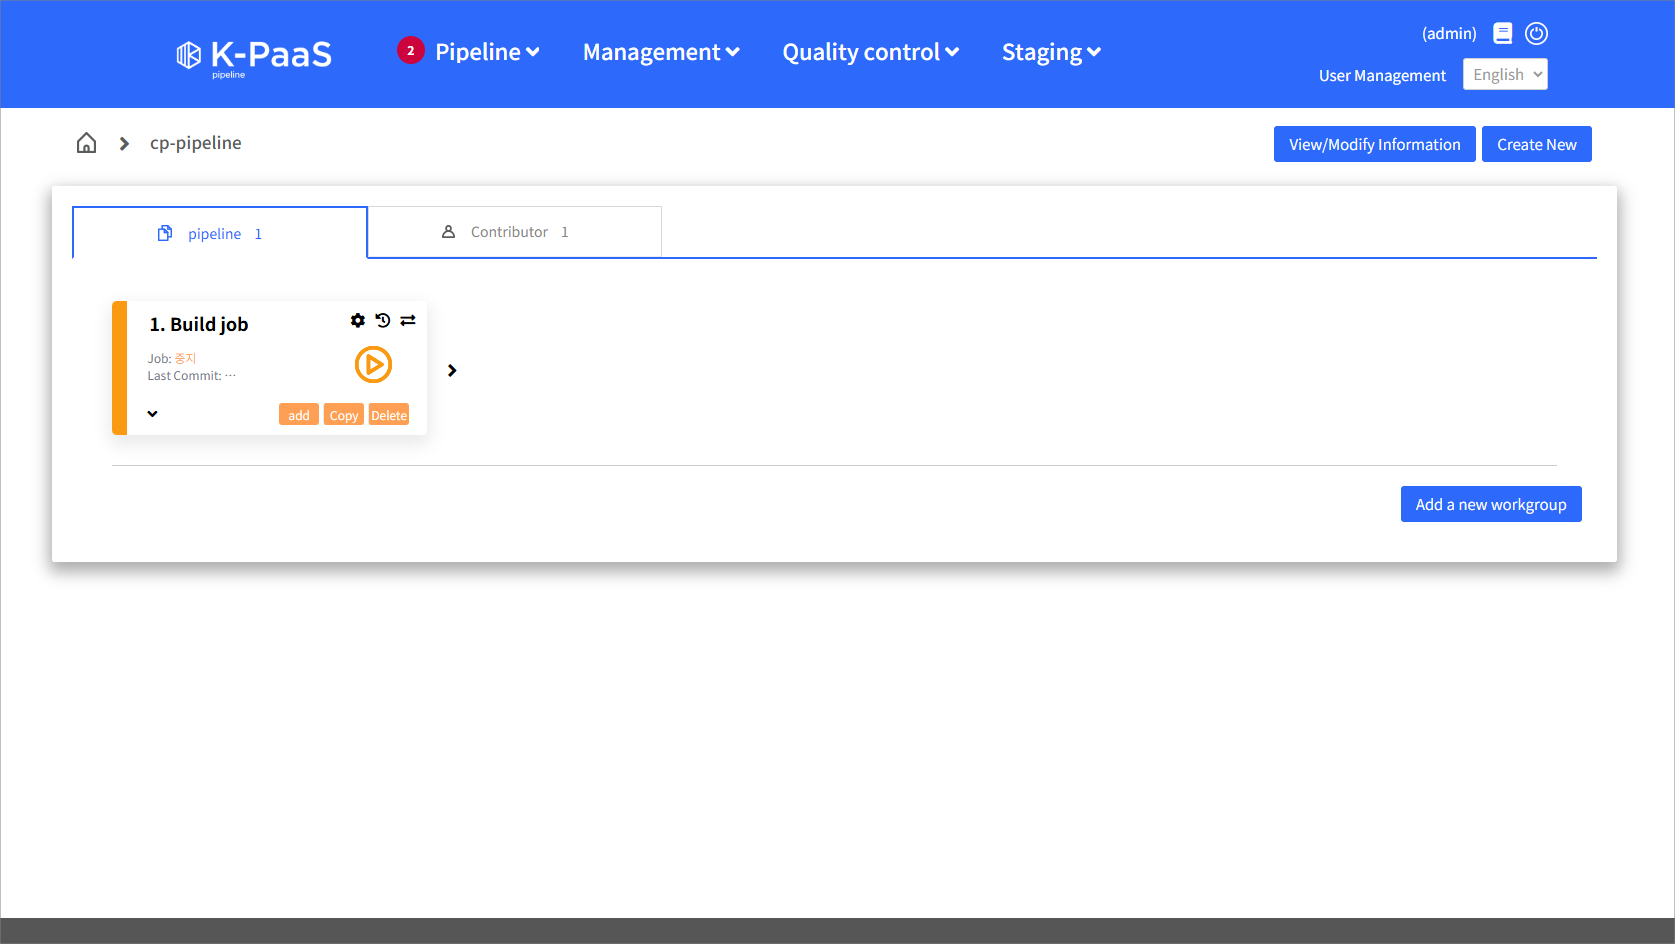 K-PaaS
pipeline
2
Pipeline
Management
Quality control
Staging
(admin)
User Management
English
cp-pipeline
View/Modify Information
Create New
pipeline 1
Contributor 1
1. Build job
Job: 중지
Last Commit: ···
add
Copy
Delete
Add a new workgroup